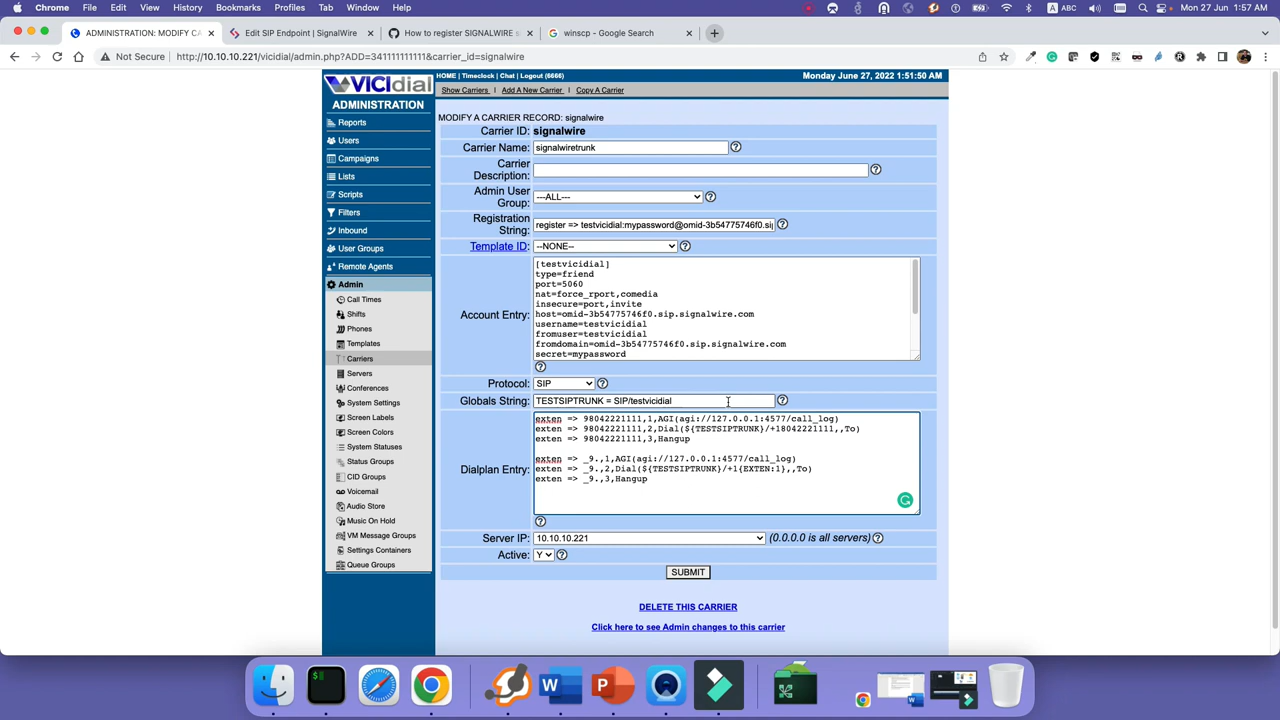 Chrome File Edit View History Bookmarks Profiles Tab Window Help
Mon 27 Jun 1:57 AM
ADMINISTRATION: MODIFY CA
Edit SIP Endpoint | SignalWire
How to register SIGNALWIRE s
winscp - Google Search
Not Secure | http://10.10.10.221/vicidial/admin.php?ADD=341111111111&carrier_id=signalwire
VICIdial
HOME | Timeclock | Chat | Logout (6666)
Monday June 27, 2022 1:51:50 AM
Show Carriers | Add A New Carrier | Copy A Carrier
ADMINISTRATION
Reports
Users
Campaigns
Lists
Scripts
Filters
Inbound
User Groups
Remote Agents
Admin
Call Times
Shifts
Phones
Templates
Carriers
Servers
Conferences
System Settings
Screen Labels
Screen Colors
System Statuses
Status Groups
CID Groups
Voicemail
Audio Store
Music On Hold
VM Message Groups
Settings Containers
Queue Groups
MODIFY A CARRIER RECORD: signalwire
Carrier ID: signalwire
Carrier Name: signalwiretrunk
Carrier
Description:
Admin User
Group: ---ALL---
Registration
String: register => testvicidial:mypassword@omid-3b54775746f0.si
Template ID: --NONE--
Account Entry:
[testvicidial]
type=friend
port=5060
nat=force_rport,comedia
insecure=port,invite
host=omid-3b54775746f0.sip.signalwire.com
username=testvicidial
fromuser=testvicidial
fromdomain=omid-3b54775746f0.sip.signalwire.com
secret=mypassword
Protocol: SIP
Globals String: TESTSIPTRUNK = SIP/testvicidial
Dialplan Entry:
exten => 98042221111,1,AGI(agi://127.0.0.1:4577/call_log)
exten => 98042221111,2,Dial(${TESTSIPTRUNK}/+18042221111,,To)
exten => 98042221111,3,Hangup
exten => _9.,1,AGI(agi://127.0.0.1:4577/call_log)
exten => _9.,2,Dial(${TESTSIPTRUNK}/+1{EXTEN:1},,To)
exten => _9.,3,Hangup
Server IP: 10.10.10.221 (0.0.0.0 is all servers)
Active: Y
SUBMIT
DELETE THIS CARRIER
Click here to see Admin changes to this carrier